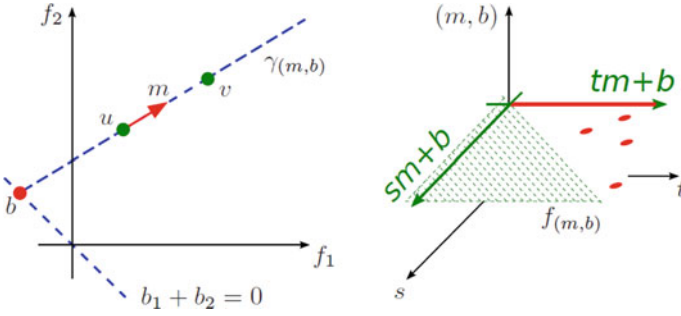 f₂
γ₍m,b₎
m
v
u
b
f₁
b₁ + b₂ = 0
(m, b)
tm+b
sm+b
t
f₍m,b₎
s